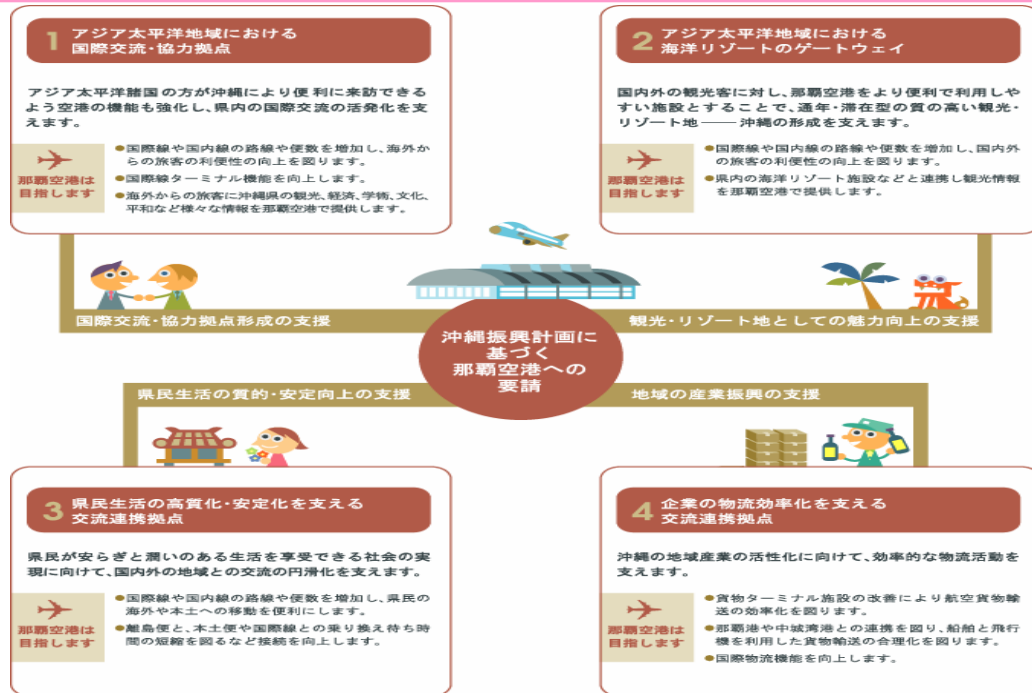 1 アジア太平洋地域における
国際交流・協力拠点
アジア太平洋諸国の方が沖縄により便利に来訪できる
よう空港の機能も強化し、県内の国際交流の活発化を支
えます。
那覇空港は
目指します
●国際線や国内線の路線や便数を増加し、海外か
らの旅客の利便性の向上を図ります。
●国際線ターミナル機能を向上します。
●海外からの旅客に沖縄県の観光、経済、学術、文化、
平和など様々な情報を那覇空港で提供します。
国際交流・協力拠点形成の支援
2 アジア太平洋地域における
海洋リゾートのゲートウェイ
国内外の観光客に対し、那覇空港をより便利で利用しや
すい施設とすることで、通年・滞在型の質の高い観光・
リゾート地――沖縄の形成を支えます。
那覇空港は
目指します
●国際線や国内線の路線や便数を増加し、国内外
の旅客の利便性の向上を図ります。
●県内の海洋リゾート施設などと連携し観光情報
を那覇空港で提供します。
観光・リゾート地としての魅力向上の支援
沖縄振興計画に
基づく
那覇空港への
要請
県民生活の質的・安定向上の支援
3 県民生活の高質化・安定化を支える
交流連携拠点
県民が安らぎと潤いのある生活を享受できる社会の実
現に向けて、国内外の地域との交流の円滑化を支えます。
那覇空港は
目指します
●国際線や国内線の路線や便数を増加し、県民の
海外や本土への移動を便利にします。
●離島便と、本土便や国際線との乗り換え待ち時
間の短縮を図るなど接続を向上します。
地域の産業振興の支援
4 企業の物流効率化を支える
交流連携拠点
沖縄の地域産業の活性化に向けて、効率的な物流活動を
支えます。
那覇空港は
目指します
●貨物ターミナル施設の改善により航空貨物輸
送の効率化を図ります。
●那覇港や中城湾港との連携を図り、船舶と飛行
機を利用した貨物輸送の合理化を図ります。
●国際物流機能を向上します。